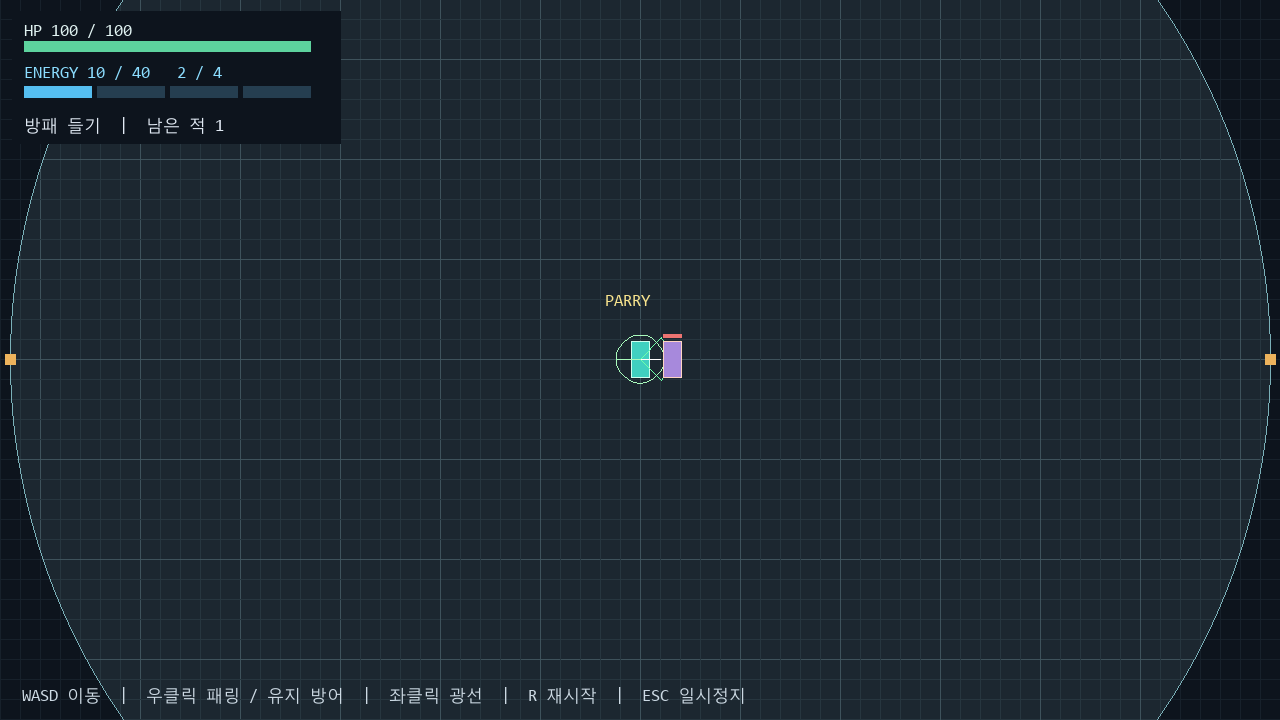 HP 100 / 100
ENERGY 10 / 40   2 / 4
방패 들기  |  남은 적 1
PARRY
WASD 이동  |  우클릭 패링 / 유지 방어  |  좌클릭 광선  |  R 재시작  |  ESC 일시정지